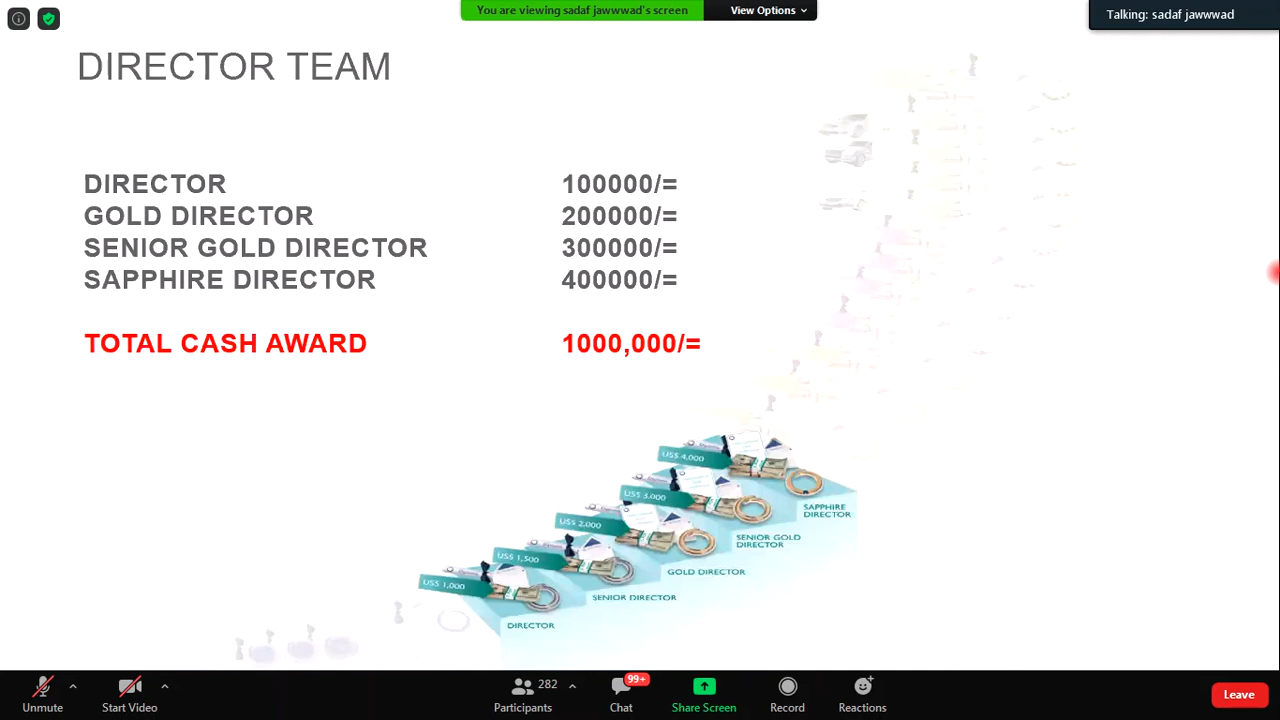 You are viewing sadaf jawwwad's screen
View Options
Talking: sadaf jawwwad
DIRECTOR TEAM
DIRECTOR 100000/=
GOLD DIRECTOR 200000/=
SENIOR GOLD DIRECTOR 300000/=
SAPPHIRE DIRECTOR 400000/=
TOTAL CASH AWARD 1000,000/=
US$ 4,000
US$ 3,000
US$ 2,000
US$ 1,500
US$ 1,000
SAPPHIRE
DIRECTOR
SENIOR GOLD
DIRECTOR
GOLD DIRECTOR
SENIOR DIRECTOR
DIRECTOR
282
99+
Unmute
Start Video
Participants
Chat
Share Screen
Record
Reactions
Leave